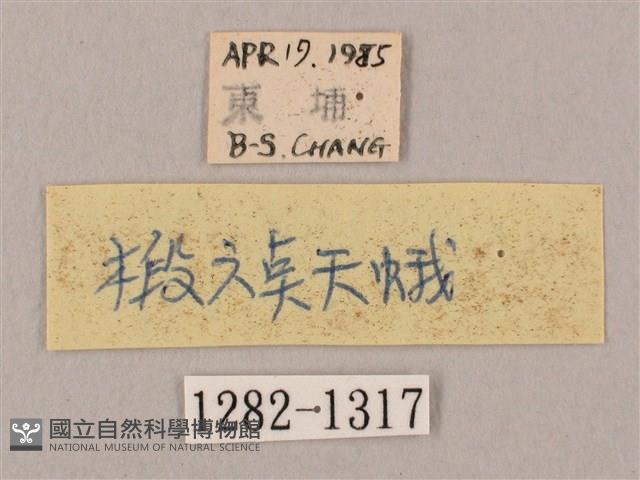 APR 17. 1985
東 埔
B-S. CHANG
椴之臭天蛾
1282-1317
國立自然科學博物館
NATIONAL MUSEUM OF NATURAL SCIENCE